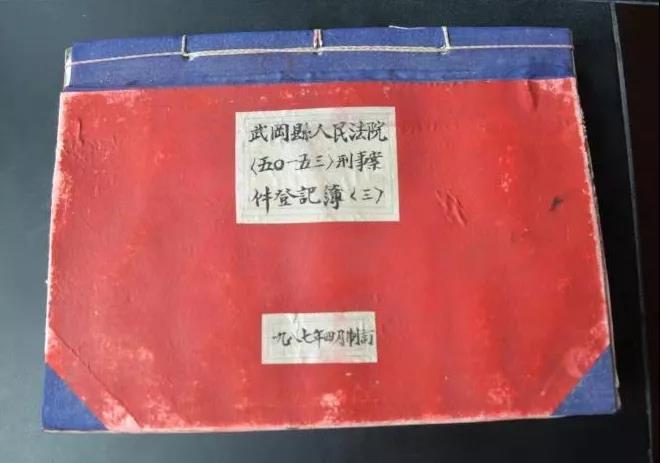 武岡縣人民法院
〈五〇-五三〉刑事案
件登記簿〈三〉
一九八七年四月制訂